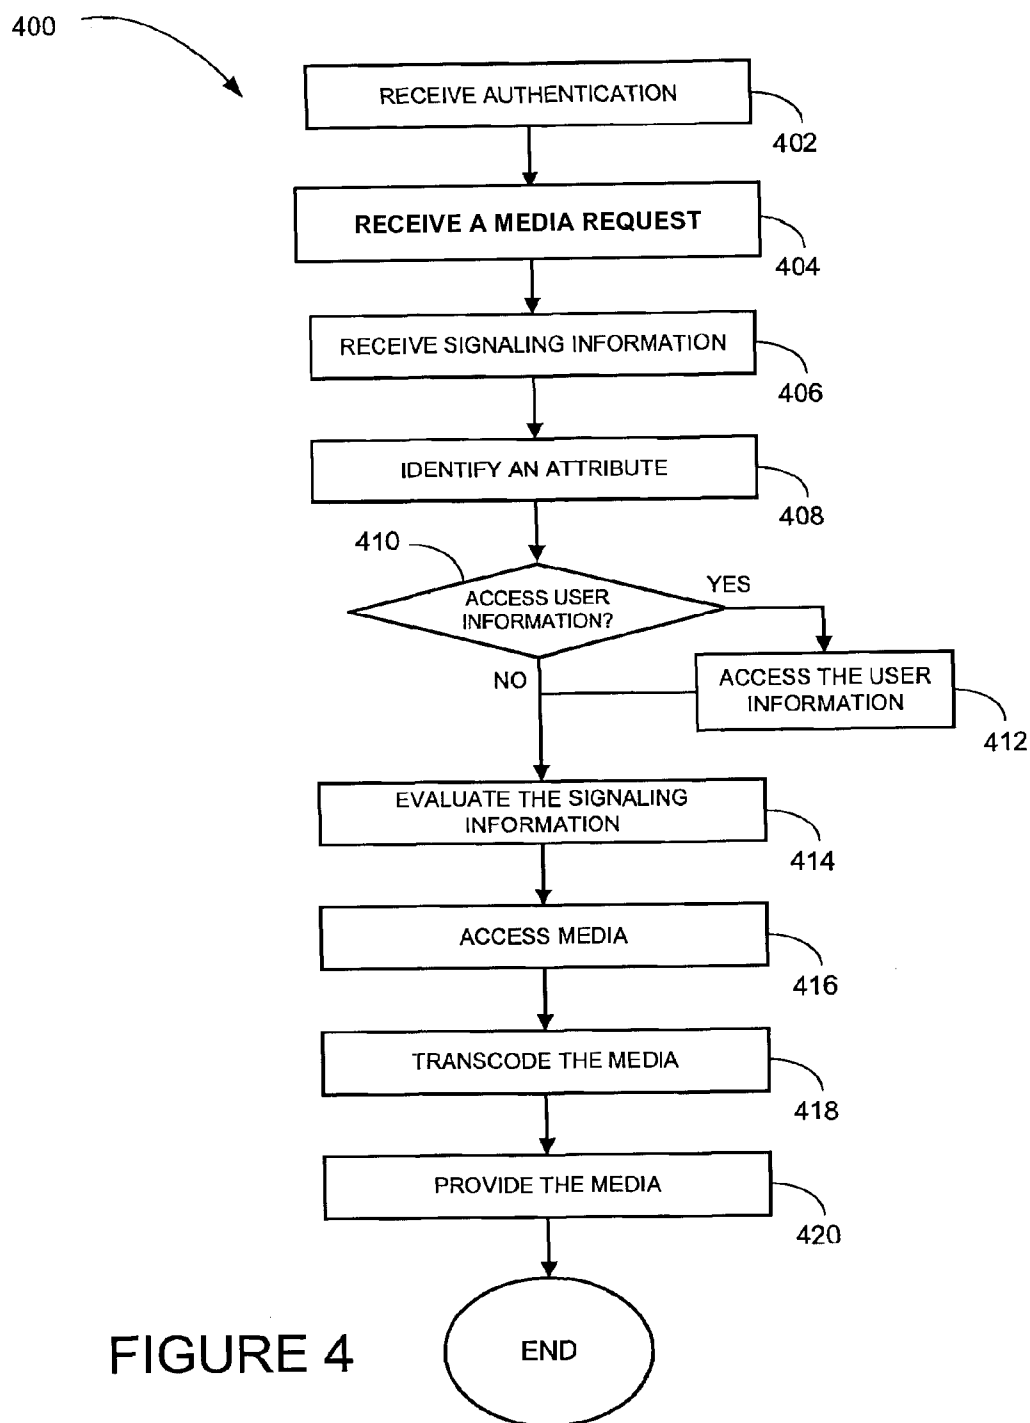 400
RECEIVE AUTHENTICATION
402
RECEIVE A MEDIA REQUEST
404
RECEIVE SIGNALING INFORMATION
406
IDENTIFY AN ATTRIBUTE
408
410
ACCESS USER
INFORMATION?
YES
NO
ACCESS THE USER
INFORMATION
412
EVALUATE THE SIGNALING
INFORMATION
414
ACCESS MEDIA
416
TRANSCODE THE MEDIA
418
PROVIDE THE MEDIA
420
END
FIGURE 4